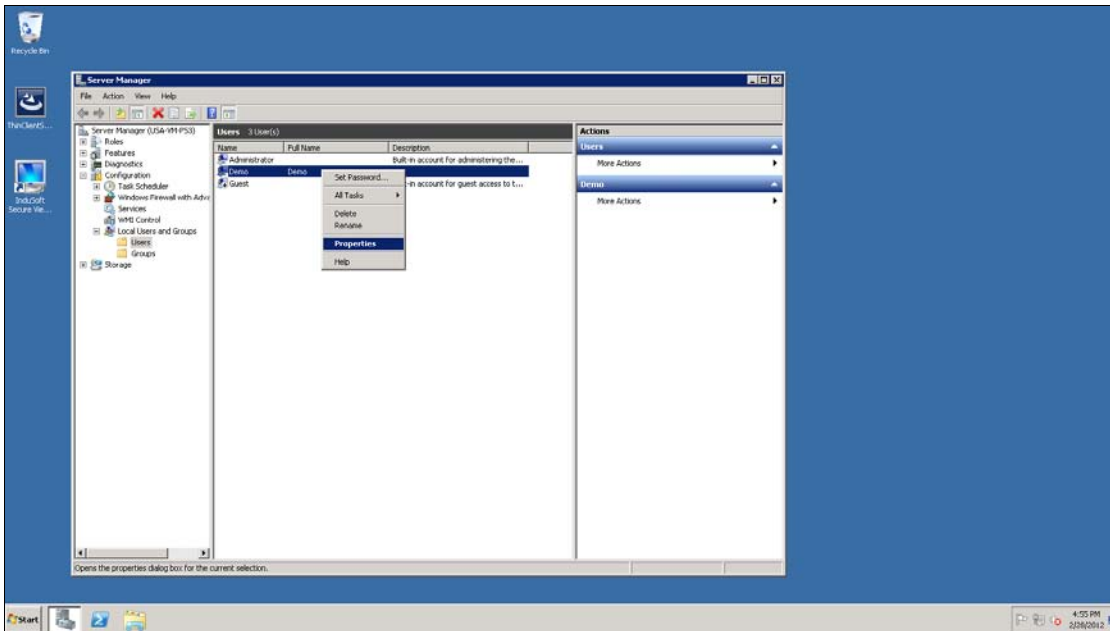 Recycle Bin
ThinClientS...
InduSoft
Secure Vie...
Server Manager
File Action View Help
Server Manager (USA-VM-PS3)
Roles
Features
Diagnostics
Configuration
Task Scheduler
Windows Firewall with Adva
Services
WMI Control
Local Users and Groups
Users
Groups
Storage
Users 3 User(s)
Name Full Name Description
Administrator Built-in account for administering the...
Demo Demo
Guest -in account for guest access to t...
Set Password...
All Tasks
Delete
Rename
Properties
Help
Actions
Users
More Actions
Demo
More Actions
Opens the properties dialog box for the current selection.
Start
4:55 PM
2/28/2012